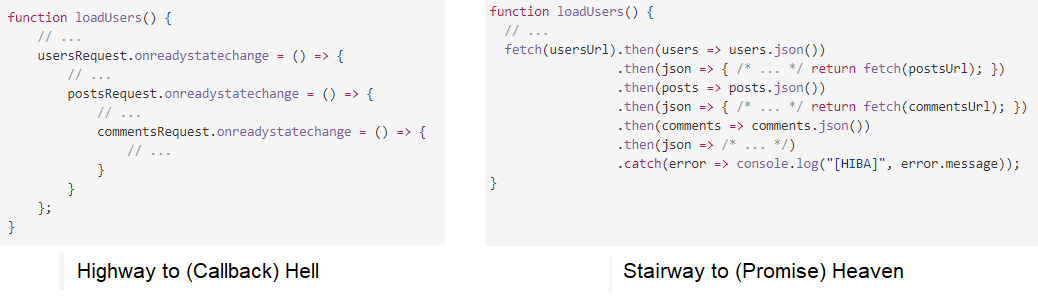 function loadUsers() {
    // ...
    usersRequest.onreadystatechange = () => {
        // ...
        postsRequest.onreadystatechange = () => {
            // ...
            commentsRequest.onreadystatechange = () => {
                // ...
            }
        }
    };
}
Highway to (Callback) Hell
function loadUsers() {
  // ...
  fetch(usersUrl).then(users => users.json())
                 .then(json => { /* ... */ return fetch(postsUrl); })
                 .then(posts => posts.json())
                 .then(json => { /* ... */ return fetch(commentsUrl); })
                 .then(comments => comments.json())
                 .then(json => /* ... */)
                 .catch(error => console.log("[HIBA]", error.message));
}
Stairway to (Promise) Heaven